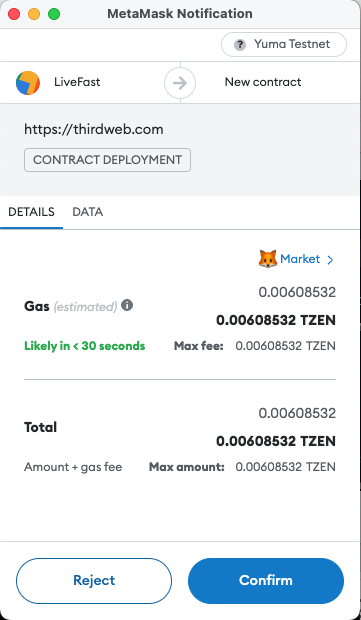 MetaMask Notification
? Yuma Testnet
LiveFast
New contract
https://thirdweb.com
CONTRACT DEPLOYMENT
DETAILS DATA
Market >
0.00608532
Gas (estimated) i
0.00608532 TZEN
Likely in < 30 seconds Max fee: 0.00608532 TZEN
0.00608532
Total
0.00608532 TZEN
Amount + gas fee Max amount: 0.00608532 TZEN
Reject Confirm